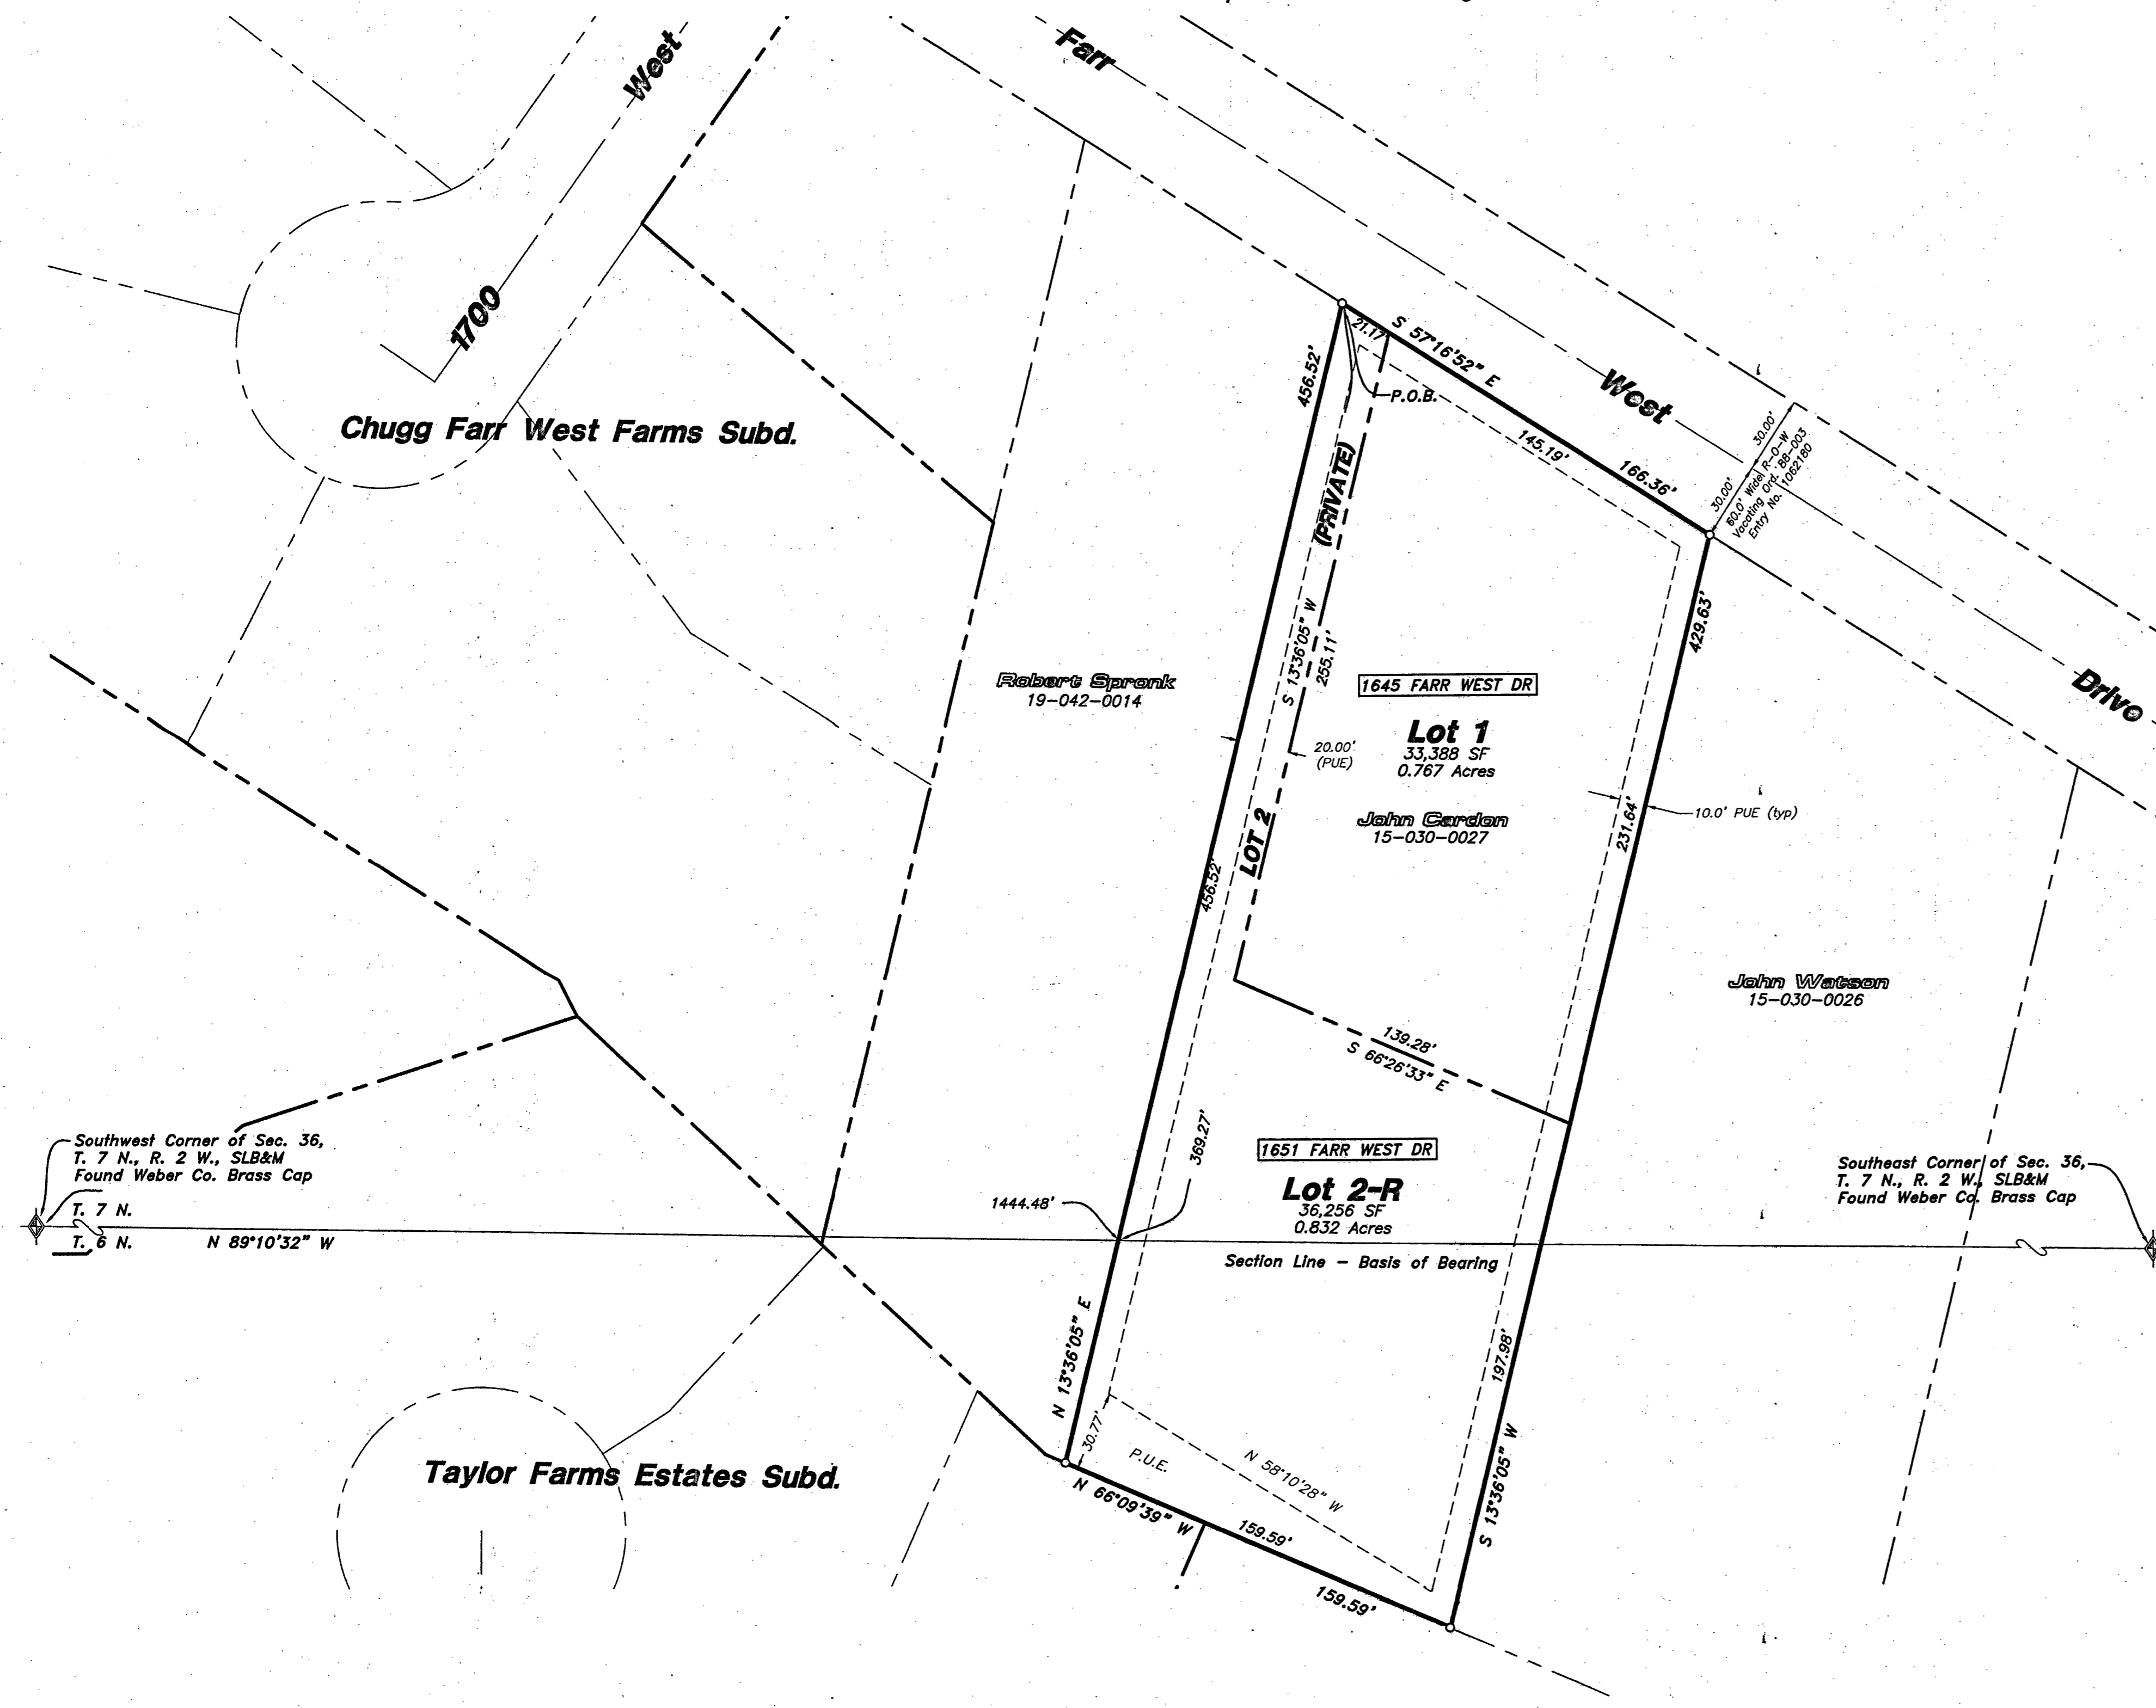 Farr
West
Drive
West
1700
Chugg Farr West Farms Subd.
S 57°16'52" E
21.17'
P.O.B.
145.19'
166.36'
30.00'
30.00'
60.0' Wide R-O-W
Vacating Ord. 88-003
Entry No. 1062180
456.52'
(PRIVATE)
S 13°36'05" W
255.11'
429.63'
Robert Spronk
19-042-0014
1645 FARR WEST DR
Lot 1
33,388 SF
0.767 Acres
20.00'
(PUE)
John Cardon
15-030-0027
LOT 2
456.52'
231.64'
10.0' PUE (typ)
John Watson
15-030-0026
139.28'
S 66°26'33" E
369.27'
1651 FARR WEST DR
Lot 2-R
36,256 SF
0.832 Acres
1444.48'
Southwest Corner of Sec. 36,
T. 7 N., R. 2 W., SLB&M
Found Weber Co. Brass Cap
T. 7 N.
T. 6 N.
N 89°10'32" W
Section Line - Basis of Bearing
Southeast Corner of Sec. 36,
T. 7 N., R. 2 W., SLB&M
Found Weber Co. Brass Cap
N 13°36'05" E
197.98'
30.77'
P.U.E.
N 58°10'28" W
S 13°36'05" W
Taylor Farms Estates Subd.
N 66°09'39" W
159.59'
159.59'